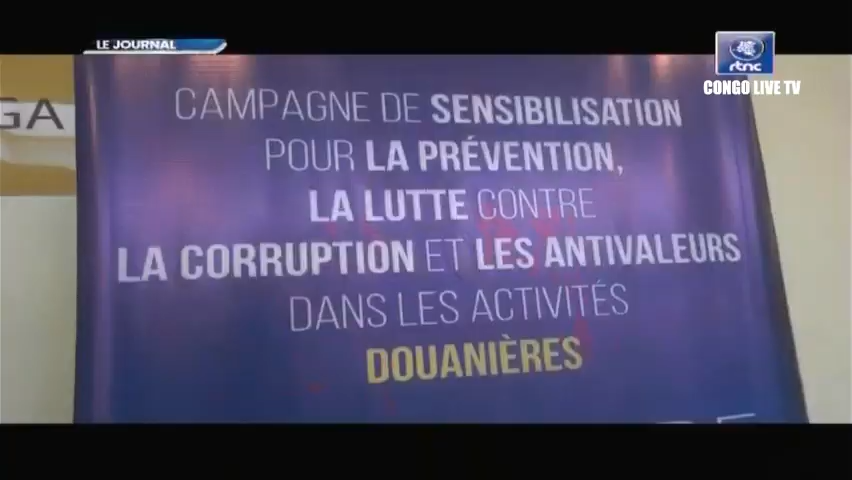 LE JOURNAL
rtnc
CONGO LIVE TV
GA
CAMPAGNE DE SENSIBILISATION
POUR LA PRÉVENTION,
LA LUTTE CONTRE
LA CORRUPTION ET LES ANTIVALEURS
DANS LES ACTIVITÉS
DOUANIÈRES